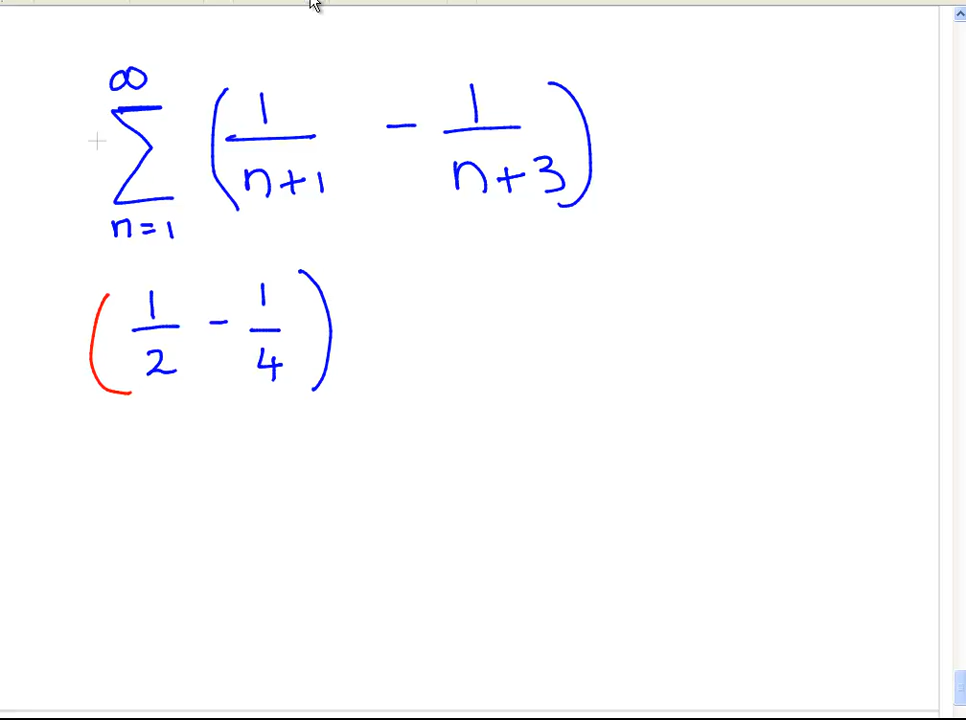 ∞
∑ ( 1/(n+1) - 1/(n+3) )
n=1
( 1/2 - 1/4 )